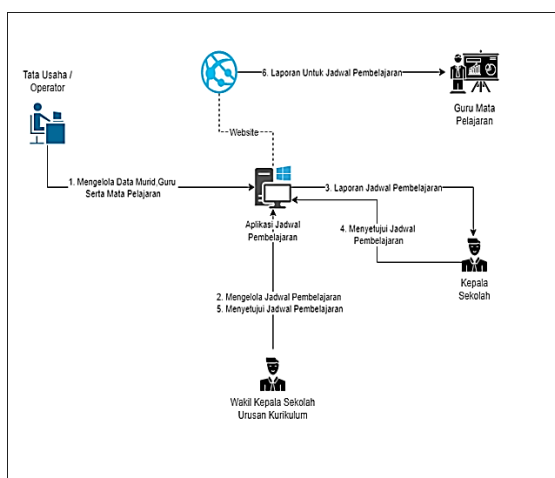 Tata Usaha /
Operator
6. Laporan Untuk Jadwal Pembelajaran
Guru Mata
Pelajaran
Website
1. Mengelola Data Murid,Guru
Serta Mata Pelajaran
3. Laporan Jadwal Pembelajaran
Aplikasi Jadwal
Pembelajaran
4. Menyetujui Jadwal
Pembelajaran
Kepala
Sekolah
2. Mengelola Jadwal Pembelajaran
5. Menyetujui Jadwal Pembelajaran
Wakil Kepala Sekolah
Urusan Kurikulum